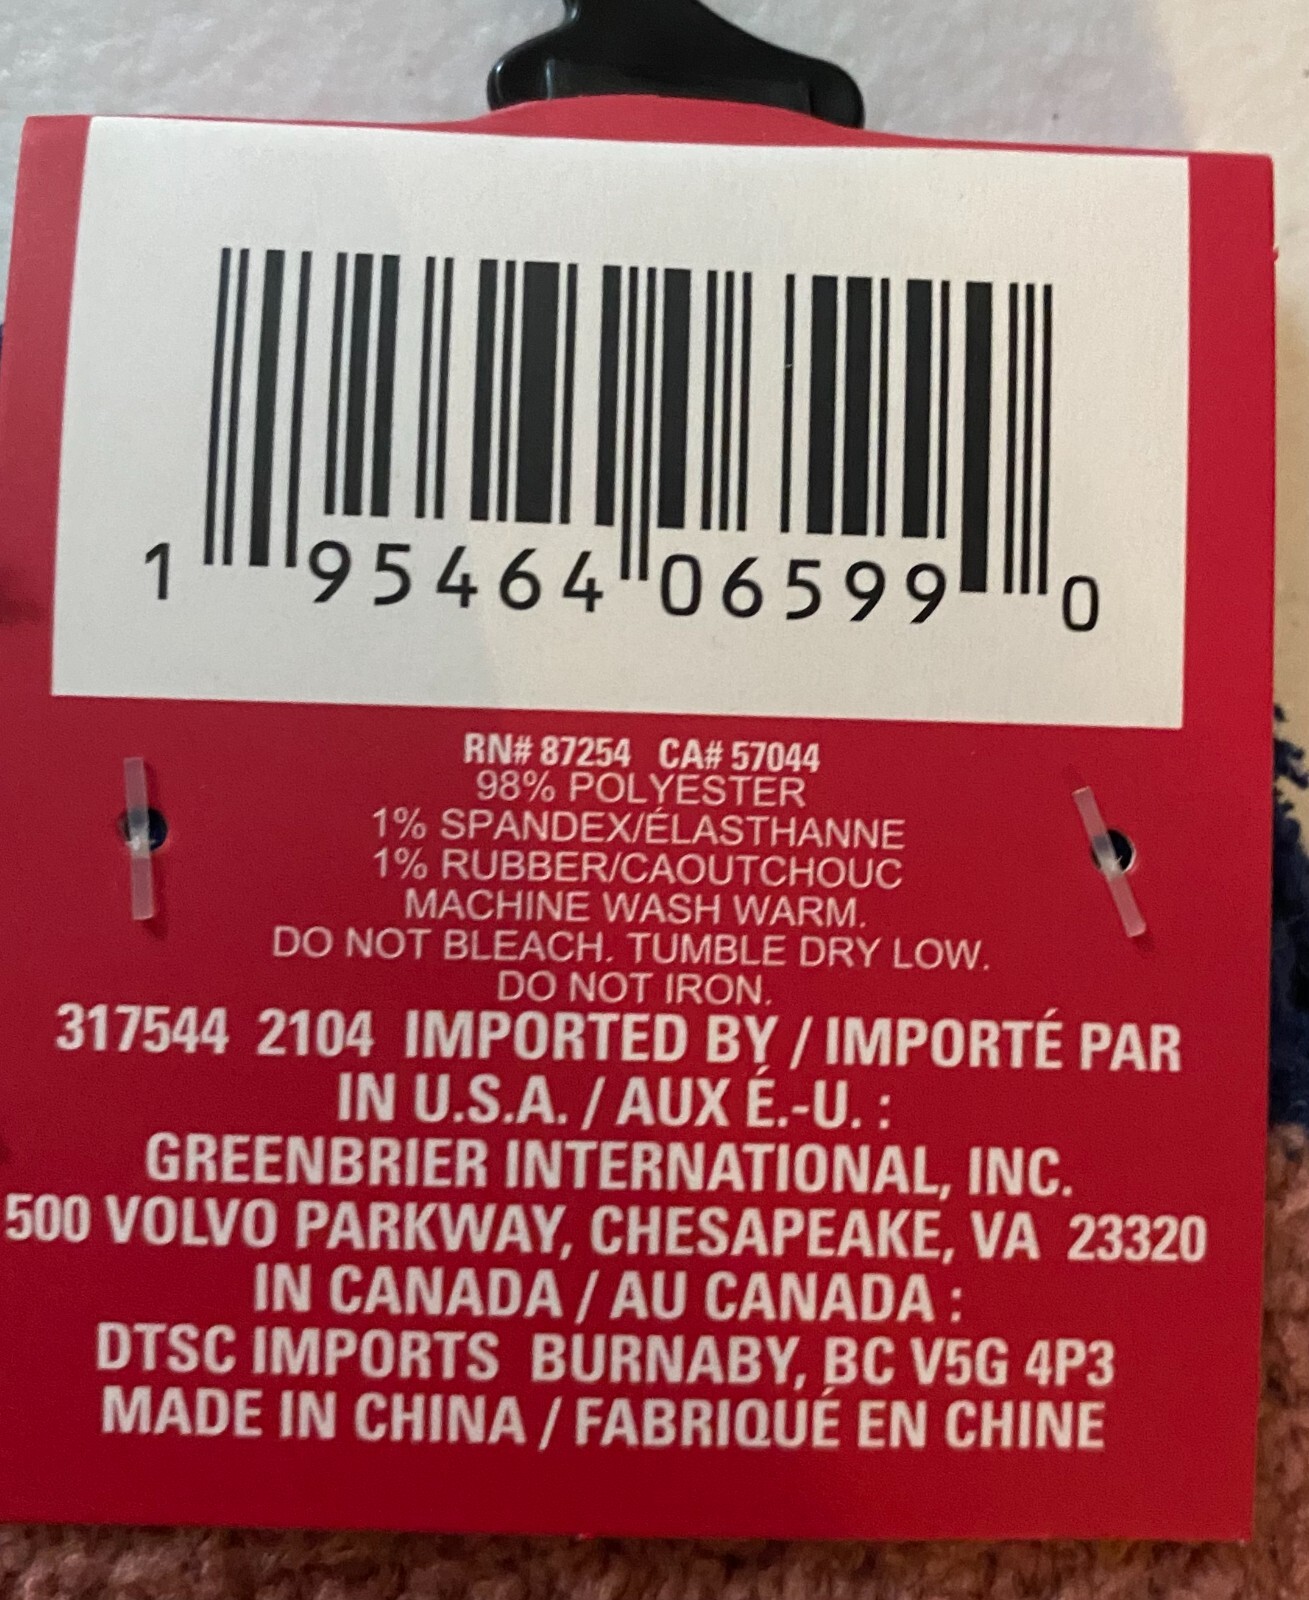 1 95464 06599 0
RN# 87254 CA# 57044
98% POLYESTER
1% SPANDEX/ÉLASTHANNE
1% RUBBER/CAOUTCHOUC
MACHINE WASH WARM.
DO NOT BLEACH. TUMBLE DRY LOW.
DO NOT IRON.
317544 2104 IMPORTED BY / IMPORTÉ PAR
IN U.S.A. / AUX É.-U. :
GREENBRIER INTERNATIONAL, INC.
500 VOLVO PARKWAY, CHESAPEAKE, VA 23320
IN CANADA / AU CANADA :
DTSC IMPORTS BURNABY, BC V5G 4P3
MADE IN CHINA / FABRIQUÉ EN CHINE